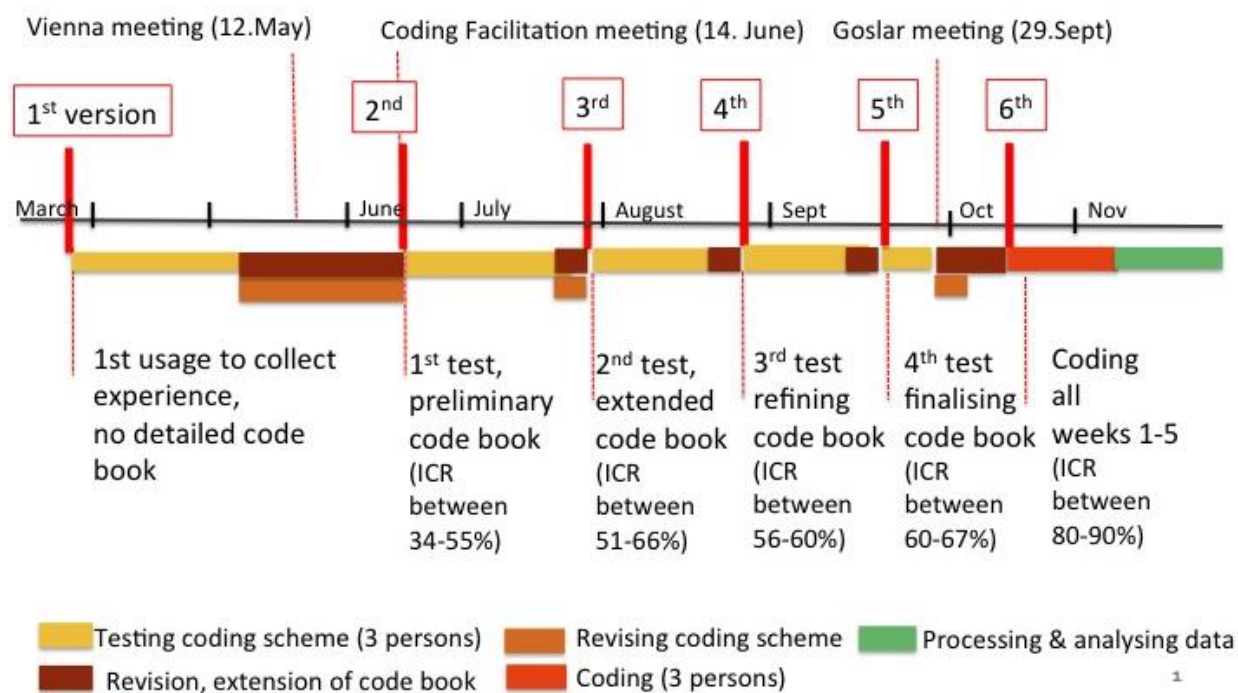 Vienna meeting (12.May)
Coding Facilitation meeting (14. June)
Goslar meeting (29.Sept)
1st version
2nd
3rd
4th
5th
6th
March
June
July
August
Sept
Oct
Nov
1st usage to collect
experience,
no detailed code
book
1st test,
preliminary
code book
(ICR
between
34-55%)
2nd test,
extended
code book
(ICR
between
51-66%)
3rd test
refining
code book
(ICR
between
56-60%)
4th test
finalising
code book
(ICR
between
60-67%)
Coding
all
weeks 1-5
(ICR
between
80-90%)
Testing coding scheme (3 persons)
Revising coding scheme
Processing & analysing data
Revision, extension of code book
Coding (3 persons)
1